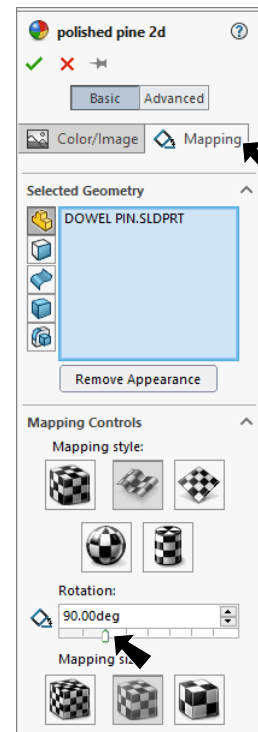 polished pine 2d
Basic Advanced
Color/Image Mapping
Selected Geometry
DOWEL PIN.SLDPRT
Remove Appearance
Mapping Controls
Mapping style:
Rotation:
90.00deg
Mapping